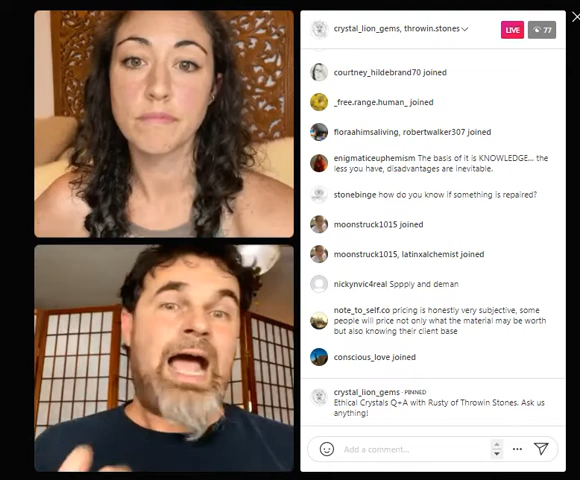 crystal_lion_gems, throwin.stones
LIVE
77
courtney_hildebrand70 joined
_free.range.human_ joined
floraahimsaliving, robertwalker307 joined
enigmaticeuphemism The basis of it is KNOWLEDGE... the
less you have, disadvantages are inevitable.
stonebinge how do you know if something is repaired?
moonstruck1015 joined
moonstruck1015, latinxalchemist joined
nickynvic4real Sppply and deman
note_to_self.co pricing is honestly very subjective, some
people will price not only what the material may be worth
but also knowing their client base
conscious_love joined
crystal_lion_gems · PINNED
Ethical Crystals Q+A with Rusty of Throwin Stones. Ask us
anything!
Add a comment...